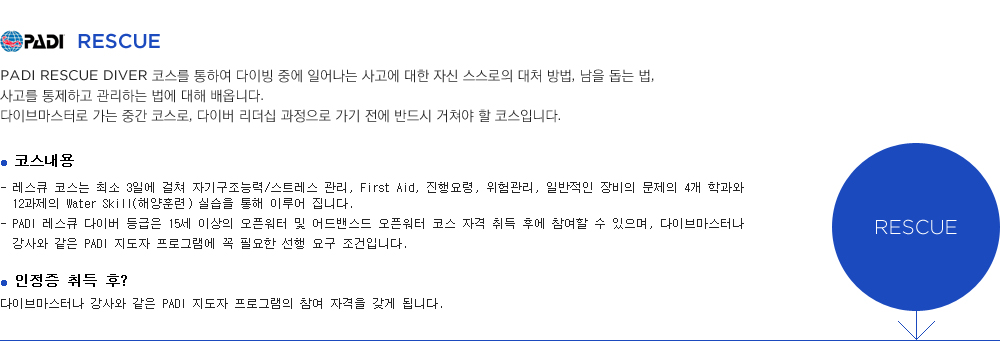 PADI RESCUE
PADI RESCUE DIVER 코스를 통하여 다이빙 중에 일어나는 사고에 대한 자신 스스로의 대처 방법, 남을 돕는 법,
사고를 통제하고 관리하는 법에 대해 배웁니다.
다이브마스터로 가는 중간 코스로, 다이버 리더십 과정으로 가기 전에 반드시 거쳐야 할 코스입니다.
코스내용
- 레스큐 코스는 최소 3일에 걸쳐 자기구조능력/스트레스 관리, First Aid, 진행요령, 위험관리, 일반적인 장비의 문제의 4개 학과와
12과제의 Water Skill(해양훈련) 실습을 통해 이루어 집니다.
- PADI 레스큐 다이버 등급은 15세 이상의 오픈워터 및 어드밴스드 오픈워터 코스 자격 취득 후에 참여할 수 있으며, 다이브마스터나
강사와 같은 PADI 지도자 프로그램에 꼭 필요한 선행 요구 조건입니다.
RESCUE
인정증 취득 후?
다이브마스터나 강사와 같은 PADI 지도자 프로그램의 참여 자격을 갖게 됩니다.